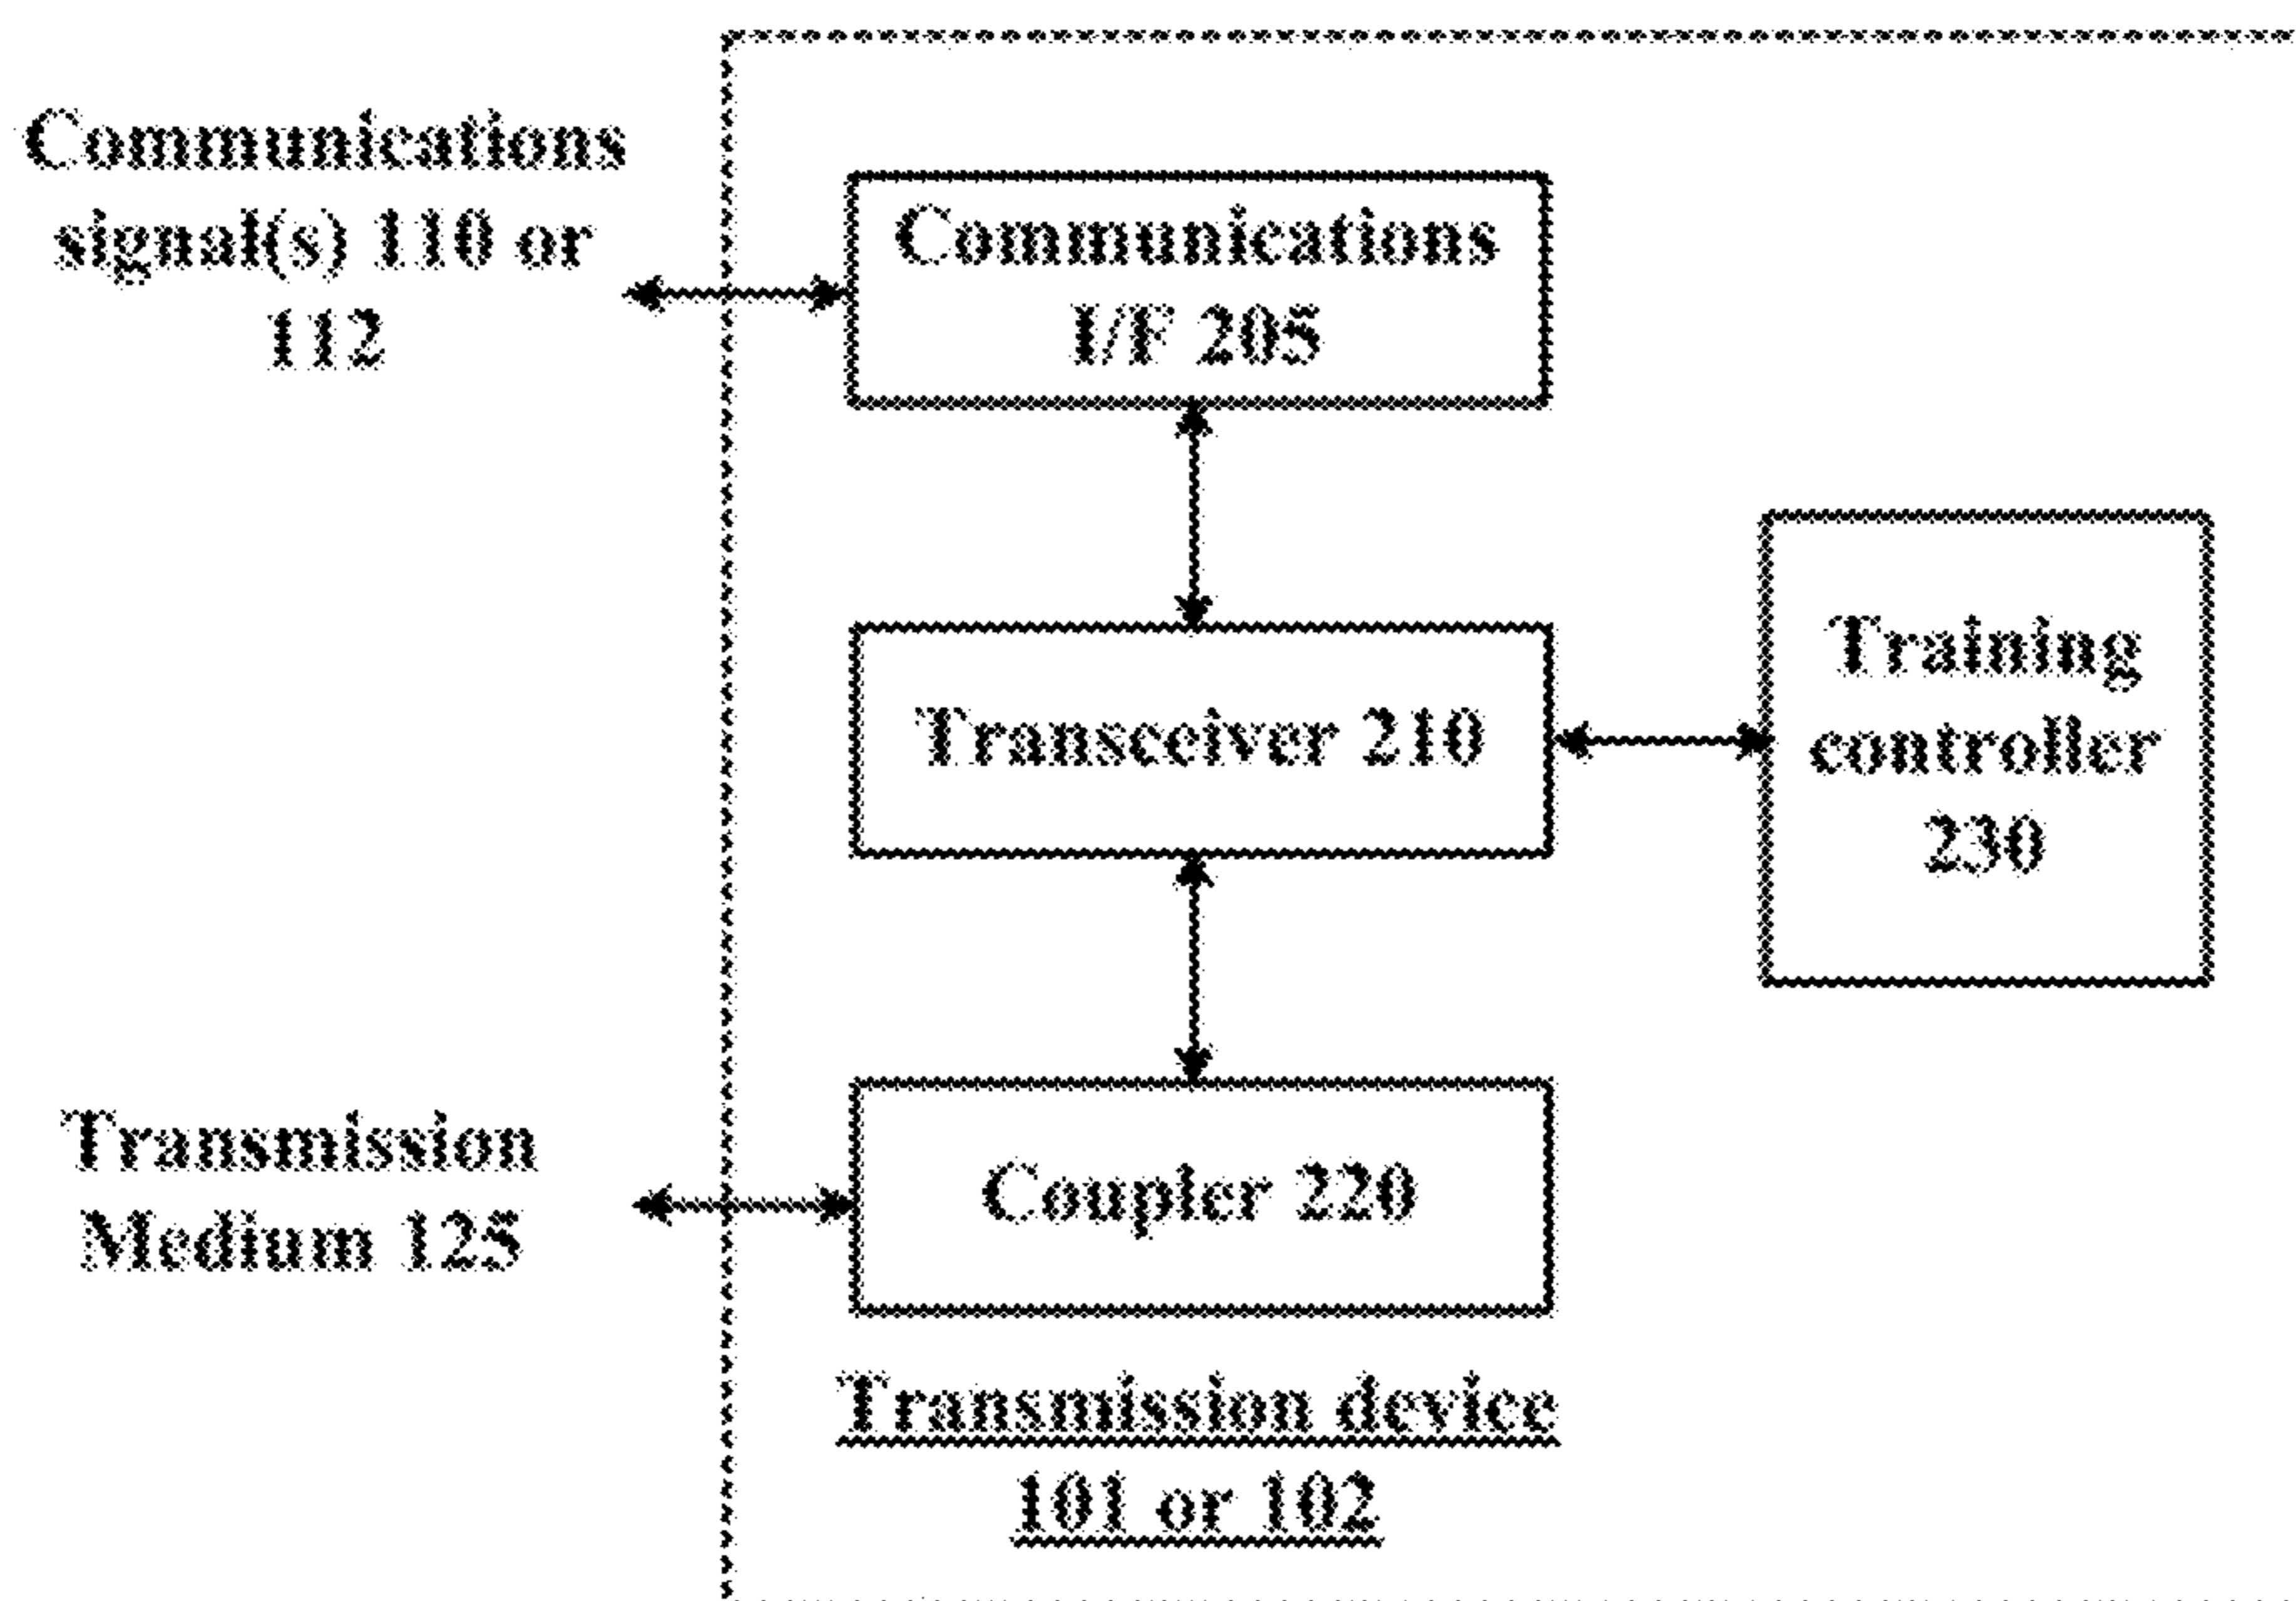 Communications
signal(s) 110 or
112
Communications
I/F 205
Transceiver 210
Training
controller
230
Transmission
Medium 125
Coupler 220
Transmission device
101 or 102